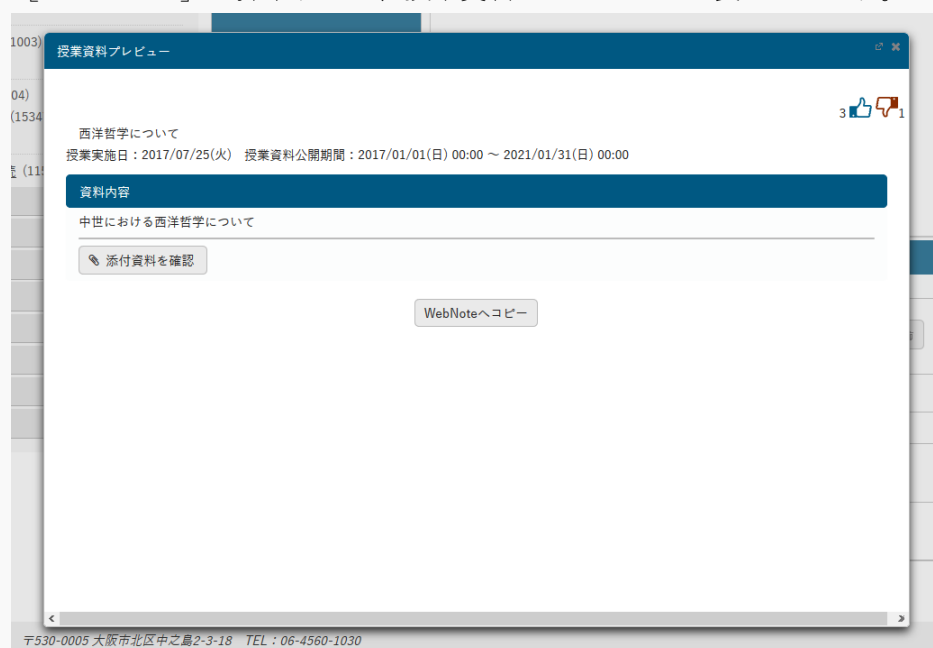 1003)
授業資料プレビュー
04)
(1534
3
1
西洋哲学について
授業実施日：2017/07/25(火) 授業資料公開期間：2017/01/01(日) 00:00 ～ 2021/01/31(日) 00:00
(11
資料内容
中世における西洋哲学について
添付資料を確認
WebNoteへコピー
〒530-0005 大阪市北区中之島2-3-18 TEL：06-4560-1030